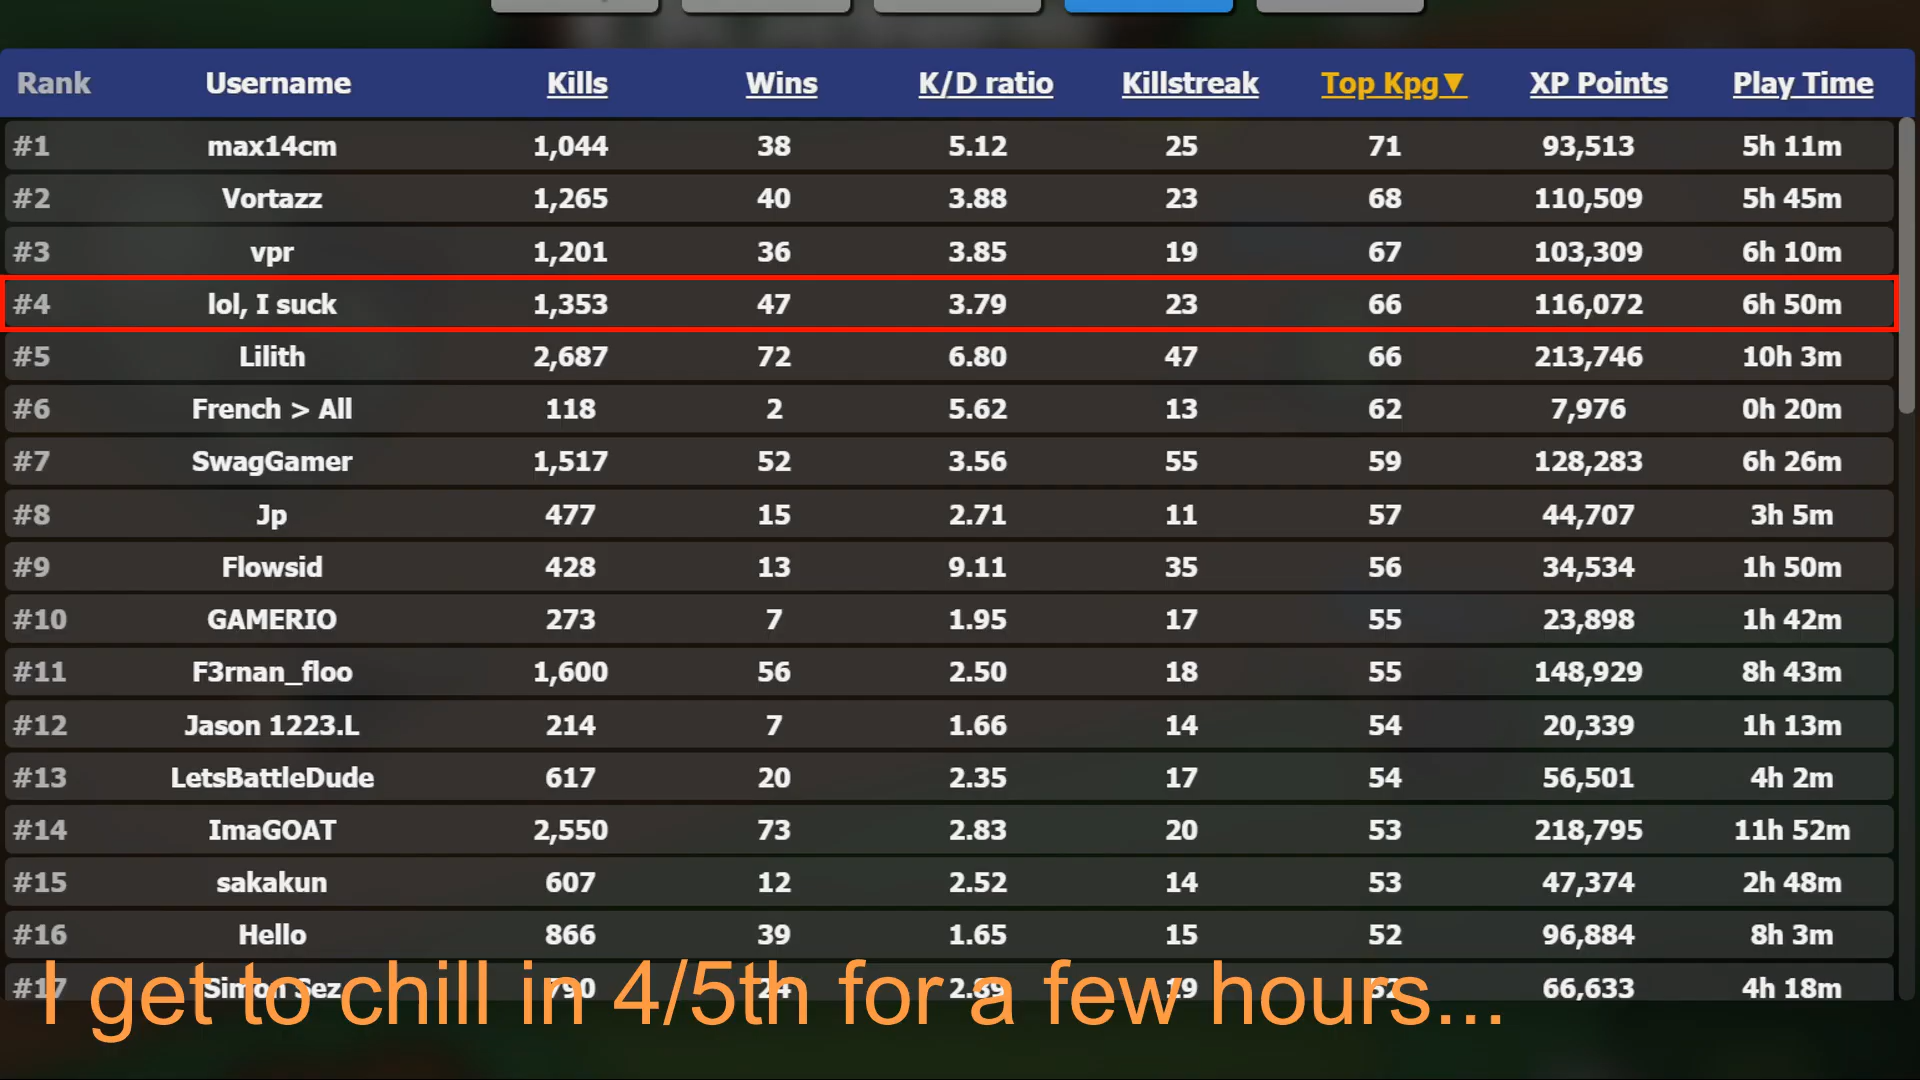 Rank Username Kills Wins K/D ratio Killstreak Top Kpg▼ XP Points Play Time
#1 max14cm 1,044 38 5.12 25 71 93,513 5h 11m
#2 Vortazz 1,265 40 3.88 23 68 110,509 5h 45m
#3 vpr 1,201 36 3.85 19 67 103,309 6h 10m
#4 lol, I suck 1,353 47 3.79 23 66 116,072 6h 50m
#5 Lilith 2,687 72 6.80 47 66 213,746 10h 3m
#6 French > All 118 2 5.62 13 62 7,976 0h 20m
#7 SwagGamer 1,517 52 3.56 55 59 128,283 6h 26m
#8 Jp 477 15 2.71 11 57 44,707 3h 5m
#9 Flowsid 428 13 9.11 35 56 34,534 1h 50m
#10 GAMERIO 273 7 1.95 17 55 23,898 1h 42m
#11 F3rnan_floo 1,600 56 2.50 18 55 148,929 8h 43m
#12 Jason 1223.L 214 7 1.66 14 54 20,339 1h 13m
#13 LetsBattleDude 617 20 2.35 17 54 56,501 4h 2m
#14 ImaGOAT 2,550 73 2.83 20 53 218,795 11h 52m
#15 sakakun 607 12 2.52 14 53 47,374 2h 48m
#16 Hello 866 39 1.65 15 52 96,884 8h 3m
#17 Simon Sez 790 24 2.89 19 52 66,633 4h 18m
I get to chill in 4/5th for a few hours...